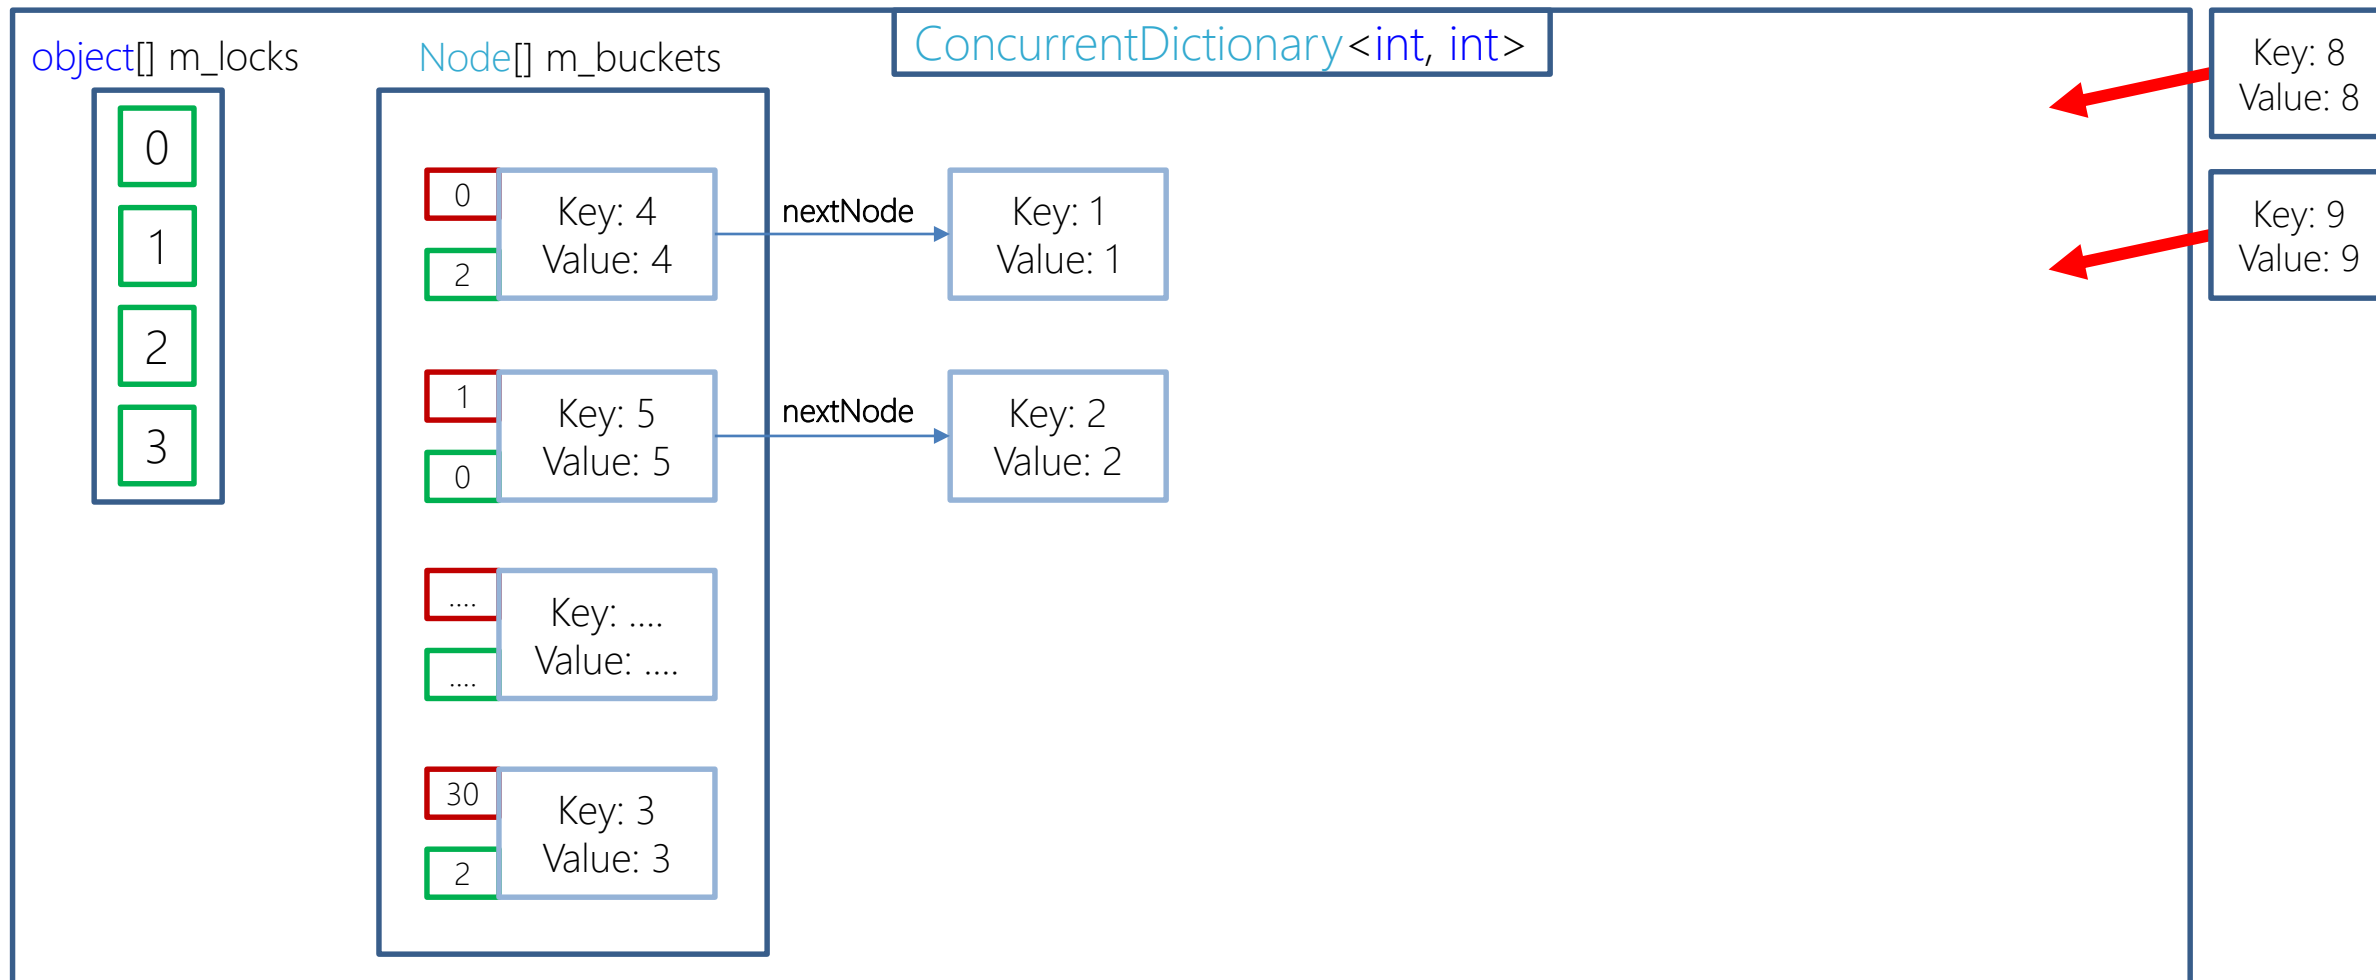 ConcurrentDictionary<int, int>
object[] m_locks
0
1
2
3
Node[] m_buckets
0
2
Key: 4
Value: 4
nextNode
Key: 1
Value: 1
1
0
Key: 5
Value: 5
nextNode
Key: 2
Value: 2
....
....
Key: ....
Value: ....
30
2
Key: 3
Value: 3
Key: 8
Value: 8
Key: 9
Value: 9